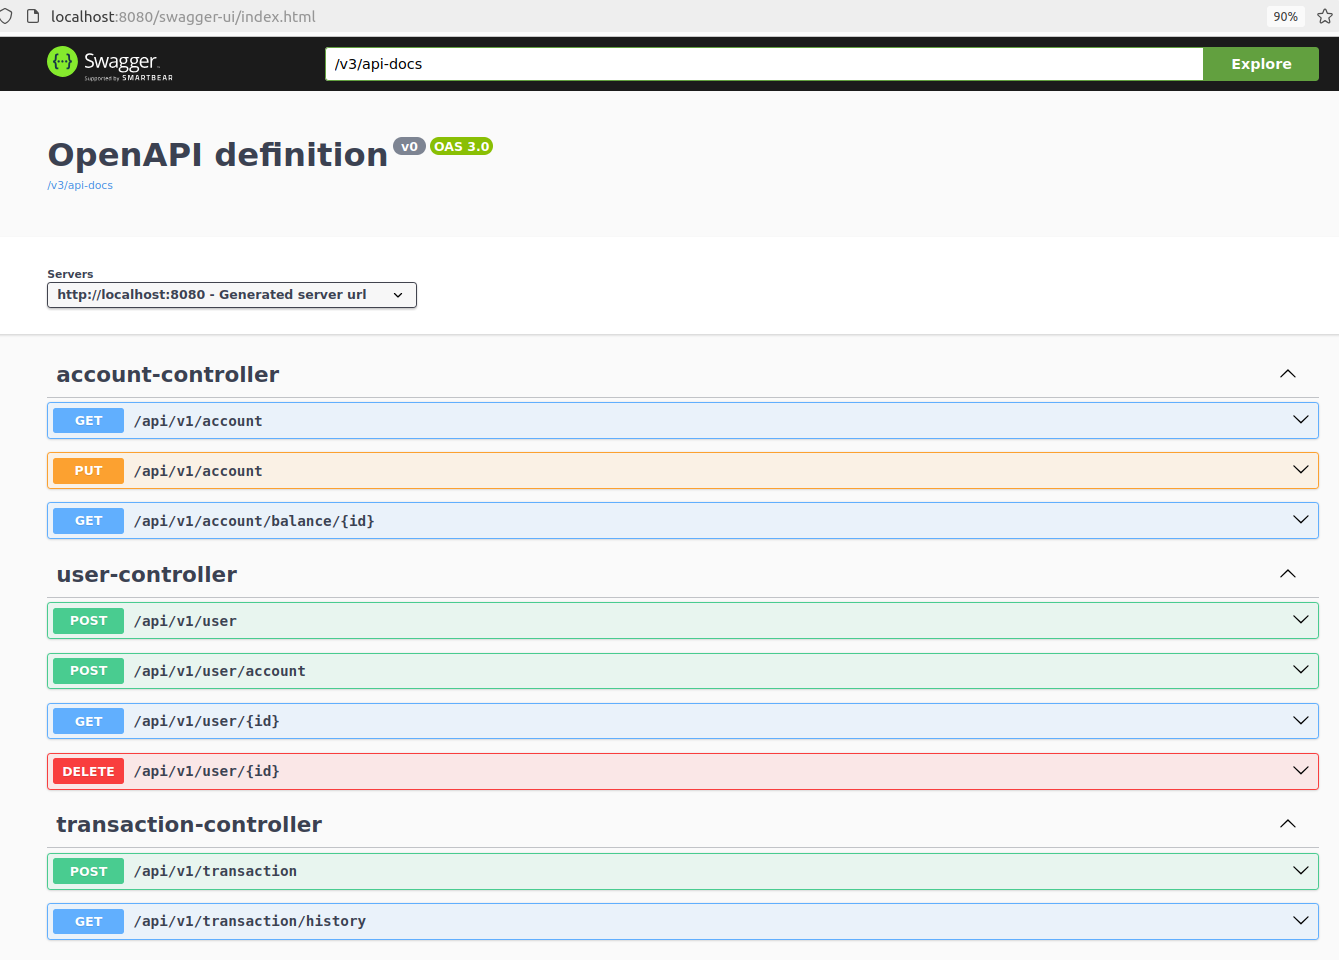 localhost:8080/swagger-ui/index.html 90%
Swagger
Supported by SMARTBEAR
/v3/api-docs Explore
OpenAPI definition v0 OAS 3.0
/v3/api-docs
Servers
http://localhost:8080 - Generated server url
account-controller
GET /api/v1/account
PUT /api/v1/account
GET /api/v1/account/balance/{id}
user-controller
POST /api/v1/user
POST /api/v1/user/account
GET /api/v1/user/{id}
DELETE /api/v1/user/{id}
transaction-controller
POST /api/v1/transaction
GET /api/v1/transaction/history